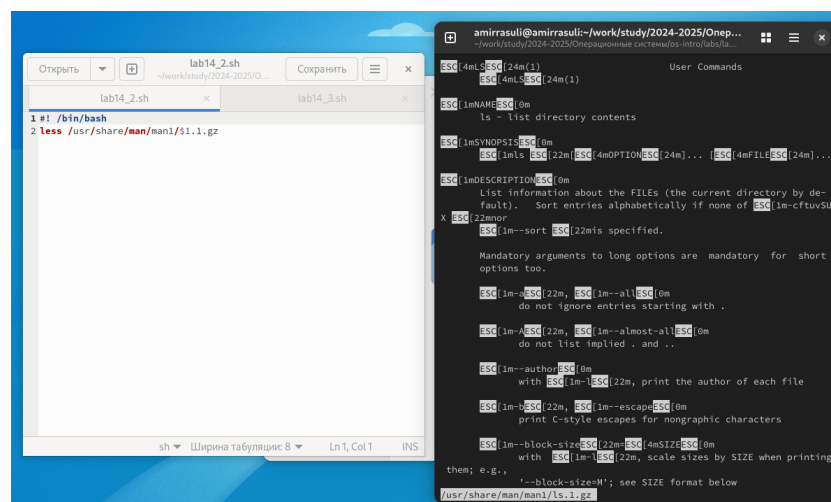 Открыть
lab14_2.sh
~/work/study/2024-2025/О...
Сохранить
lab14_2.sh
lab14_3.sh
1 #! /bin/bash
2 less /usr/share/man/man1/$1.1.gz
sh
Ширина табуляции: 8
Ln 1, Col 1
INS
amirrasuli@amirrasuli:~/work/study/2024-2025/Опер...
~/work/study/2024-2025/Операционные системы/os-intro/labs/la...
ESC[4mLSESC[24m(1) User Commands
ESC[4mLSESC[24m(1)
ESC[1mNAMEESC[0m
ls - list directory contents
ESC[1mSYNOPSISESC[0m
ESC[1mls ESC[22m[ESC[4mOPTIONESC[24m]... [ESC[4mFILEESC[24m]...
ESC[1mDESCRIPTIONESC[0m
List information about the FILEs (the current directory by de-
fault). Sort entries alphabetically if none of ESC[1m-cftuvSU
X ESC[22mnor
ESC[1m--sort ESC[22mis specified.
Mandatory arguments to long options are mandatory for short
options too.
ESC[1m-aESC[22m, ESC[1m--allESC[0m
do not ignore entries starting with .
ESC[1m-AESC[22m, ESC[1m--almost-allESC[0m
do not list implied . and ..
ESC[1m--authorESC[0m
with ESC[1m-lESC[22m, print the author of each file
ESC[1m-bESC[22m, ESC[1m--escapeESC[0m
print C-style escapes for nongraphic characters
ESC[1m--block-sizeESC[22m=ESC[4mSIZEESC[0m
with ESC[1m-lESC[22m, scale sizes by SIZE when printing
them; e.g.,
'--block-size=M'; see SIZE format below
/usr/share/man/man1/ls.1.gz